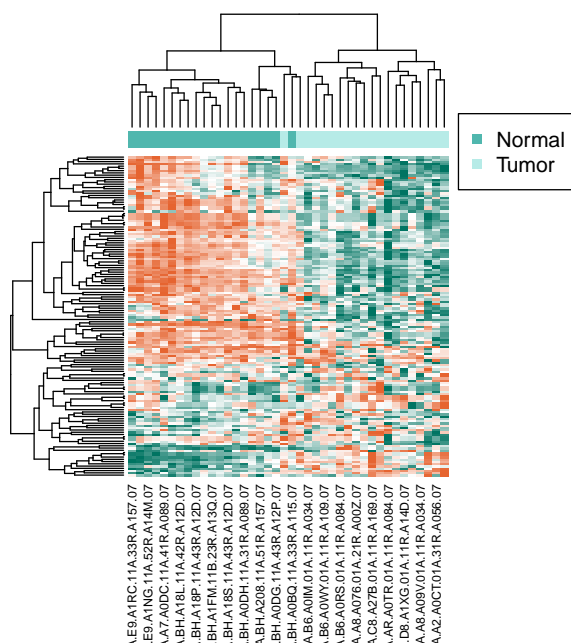 Normal
Tumor
.E9.A1RC.11A.33R.A157.07
.E9.A1NG.11A.52R.A14M.07
.A7.A0DC.11A.41R.A089.07
.BH.A18L.11A.42R.A12D.07
.BH.A18P.11A.43R.A12D.07
.BH.A1FM.11B.23R.A13Q.07
.BH.A18S.11A.43R.A12D.07
.BH.A0DH.11A.31R.A089.07
.BH.A208.11A.51R.A157.07
.BH.A0DG.11A.43R.A12P.07
.BH.A0BQ.11A.33R.A115.07
.B6.A0IM.01A.11R.A034.07
.B6.A0WY.01A.11R.A109.07
.B6.A0RS.01A.11R.A084.07
.A8.A076.01A.21R.A00Z.07
.C8.A27B.01A.11R.A169.07
.AR.A0TR.01A.11R.A084.07
.D8.A1XG.01A.11R.A14D.07
.A8.A09V.01A.11R.A034.07
.A2.A0CT.01A.31R.A056.07